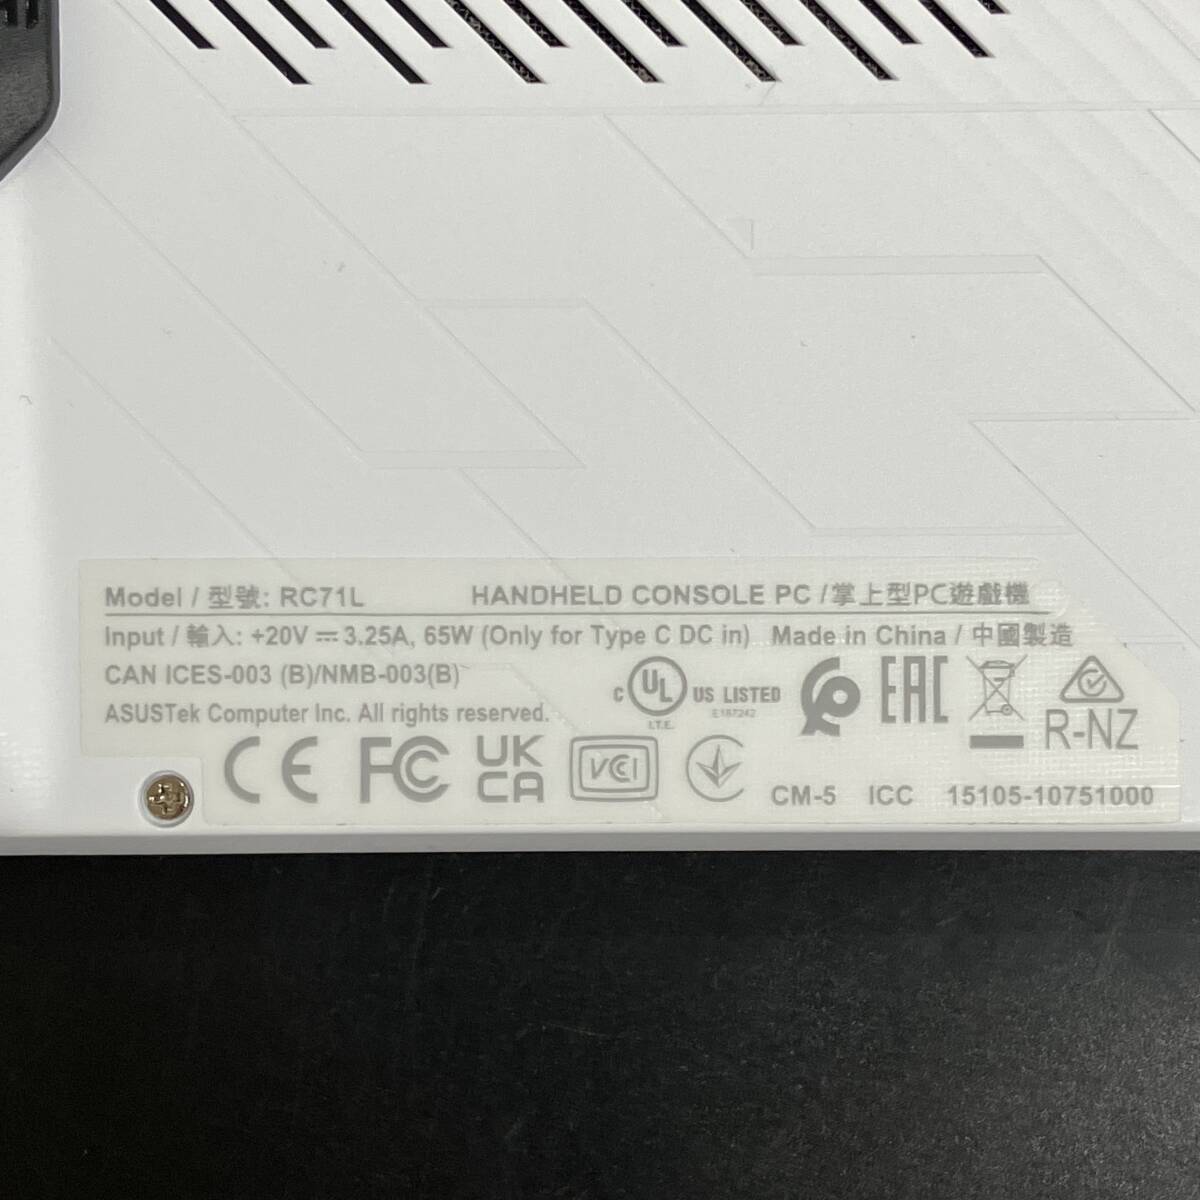 Model / 型號: RC71L HANDHELD CONSOLE PC / 掌上型PC遊戲機
Input / 輸入: +20V ⎓ 3.25A, 65W (Only for Type C DC in) Made in China / 中國製造
CAN ICES-003 (B)/NMB-003(B)
C UL US LISTED
E187242
I.T.E.
EAC
R-NZ
ASUSTek Computer Inc. All rights reserved.
CE FC UK CA VCCI
CM-5 ICC 15105-10751000